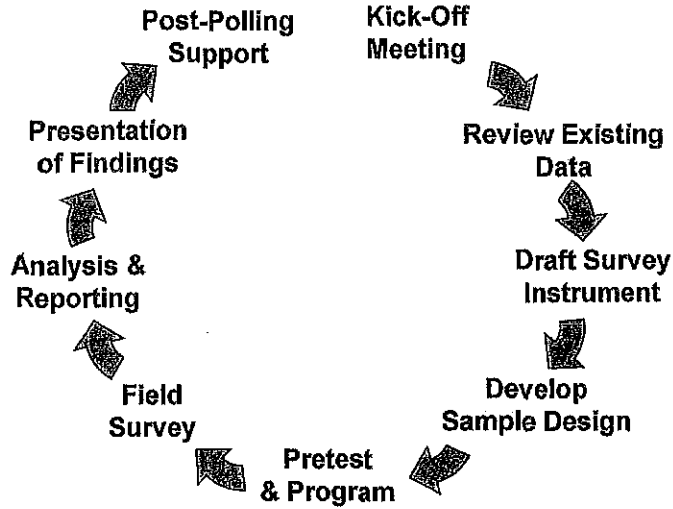 Kick-Off
Meeting
Review Existing
Data
Draft Survey
Instrument
Develop
Sample Design
Pretest
& Program
Field
Survey
Analysis &
Reporting
Presentation
of Findings
Post-Polling
Support